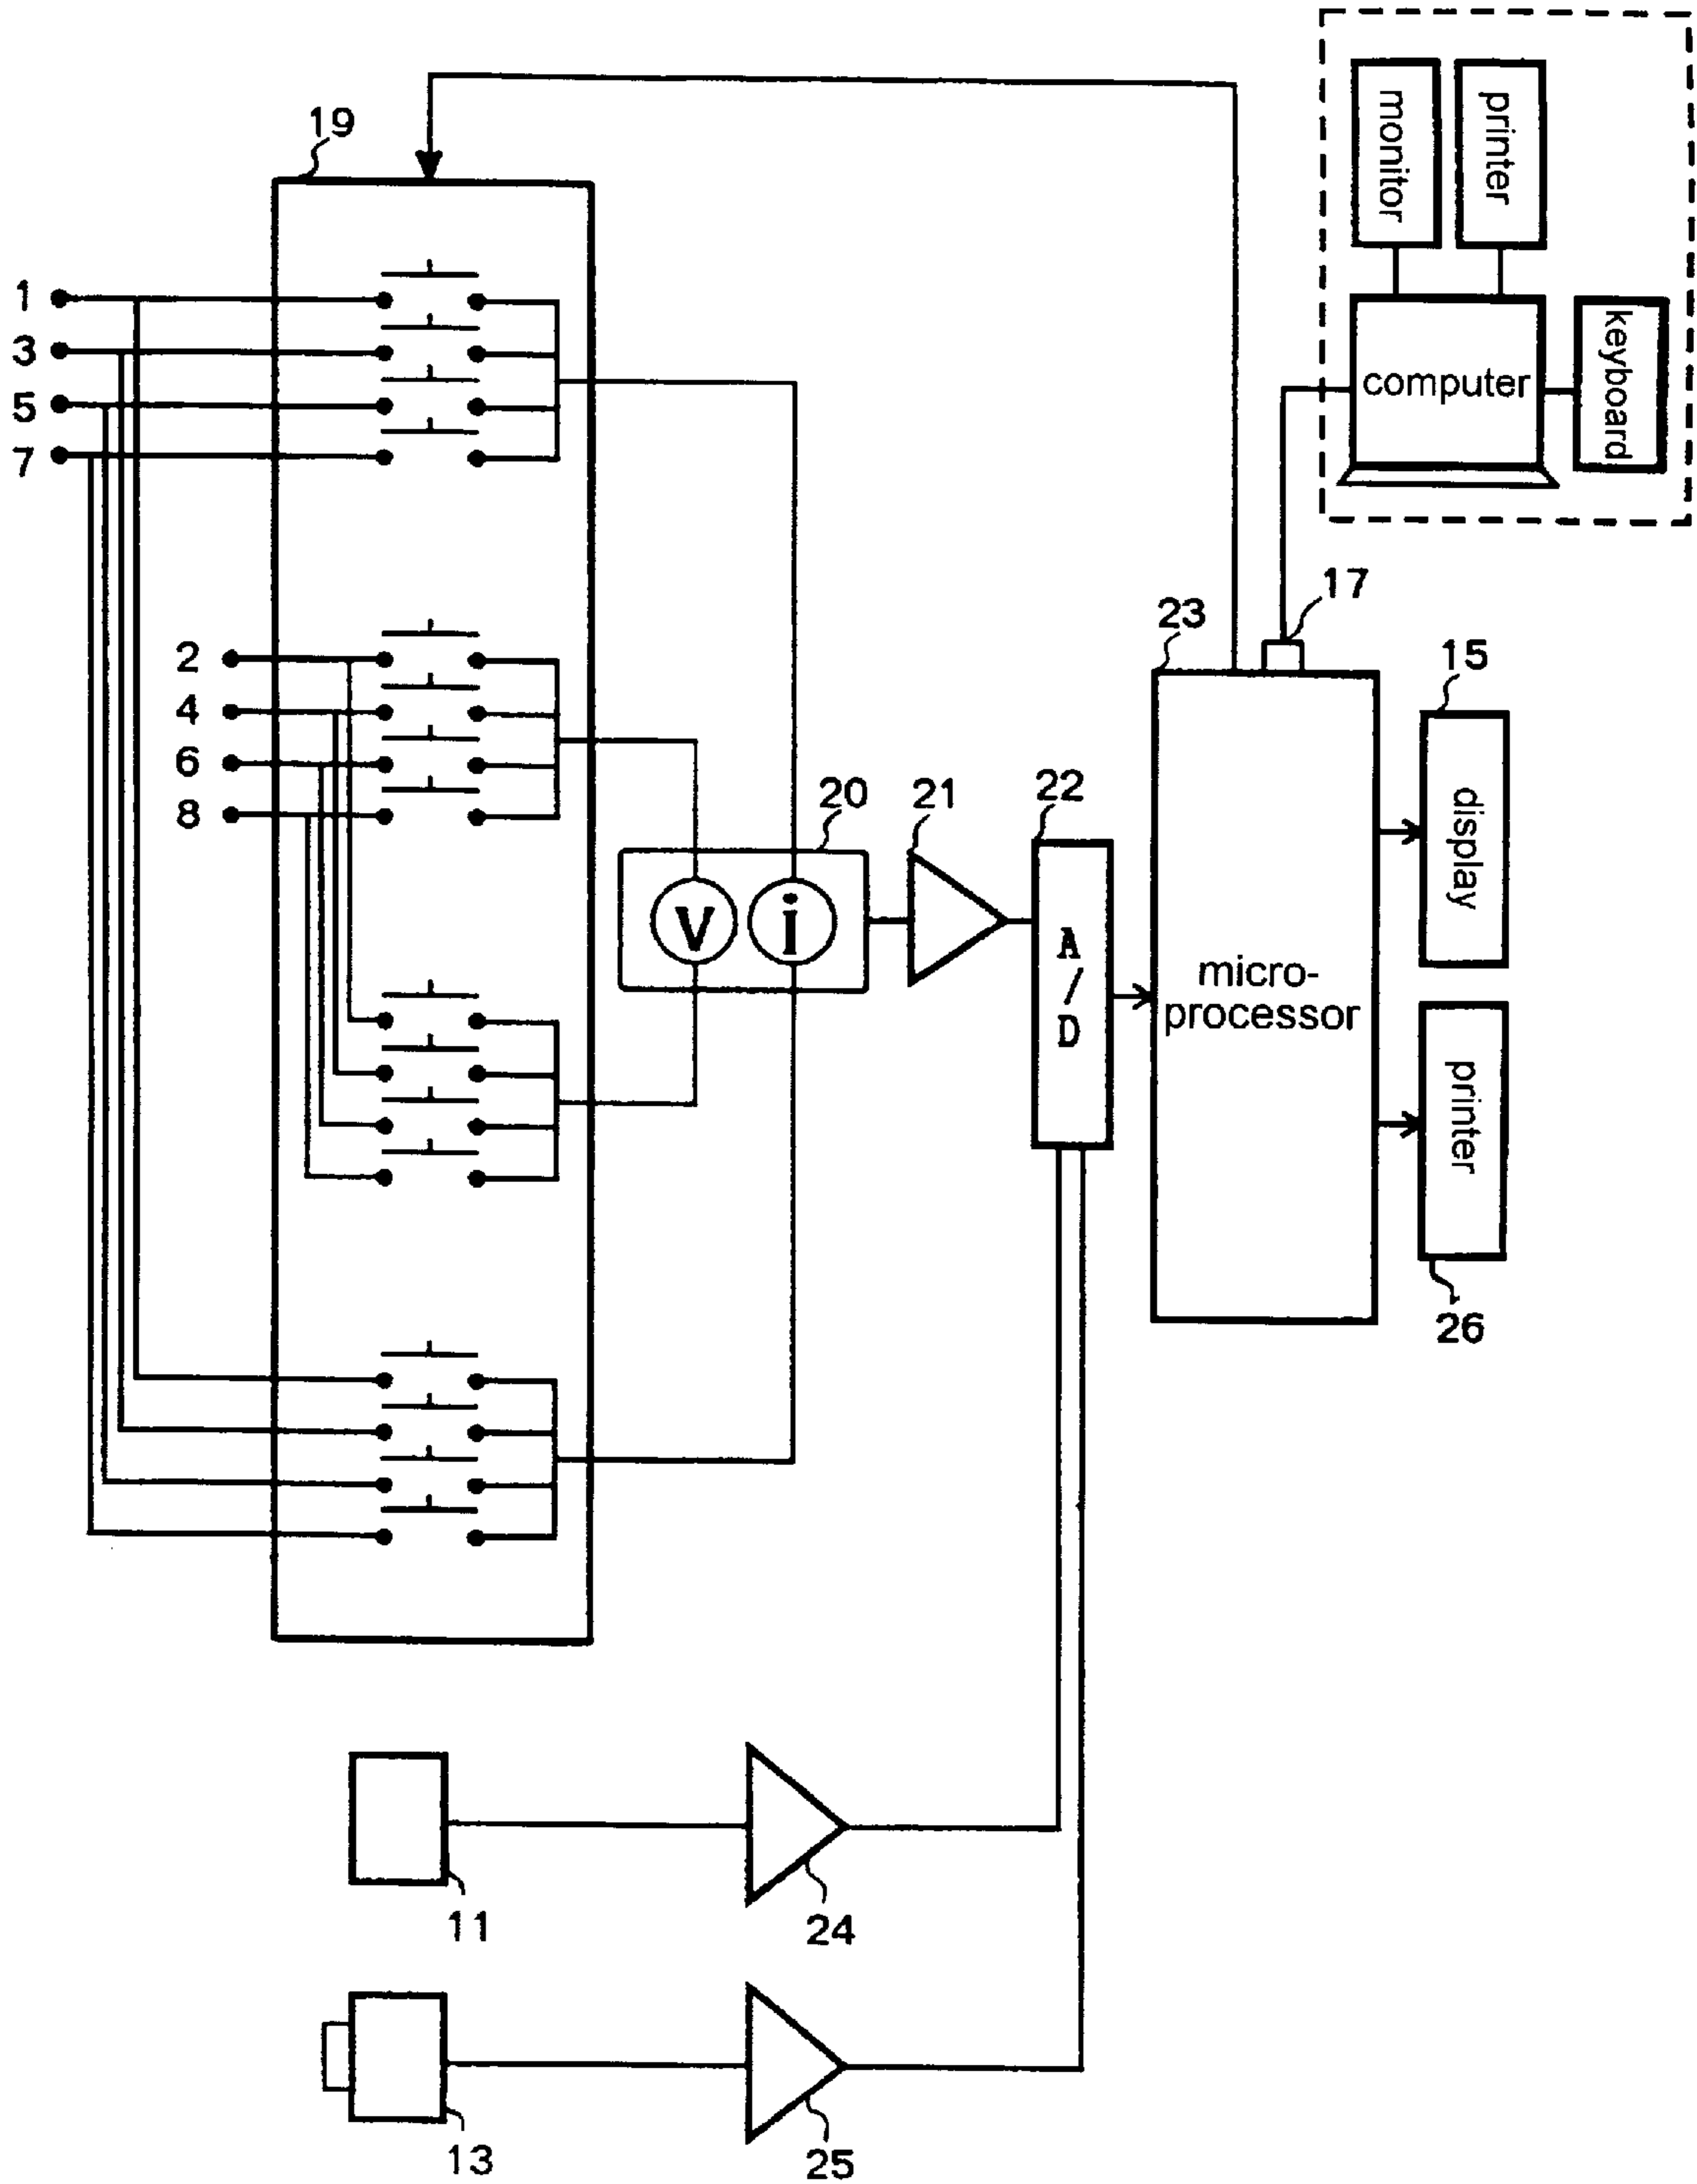 monitor
printer
19
1
3
5
7
computer
keyboard
17
23
15
2
4
6
8
20
21
22
display
V
i
A
/
D
micro-
processor
printer
26
11
24
13
25